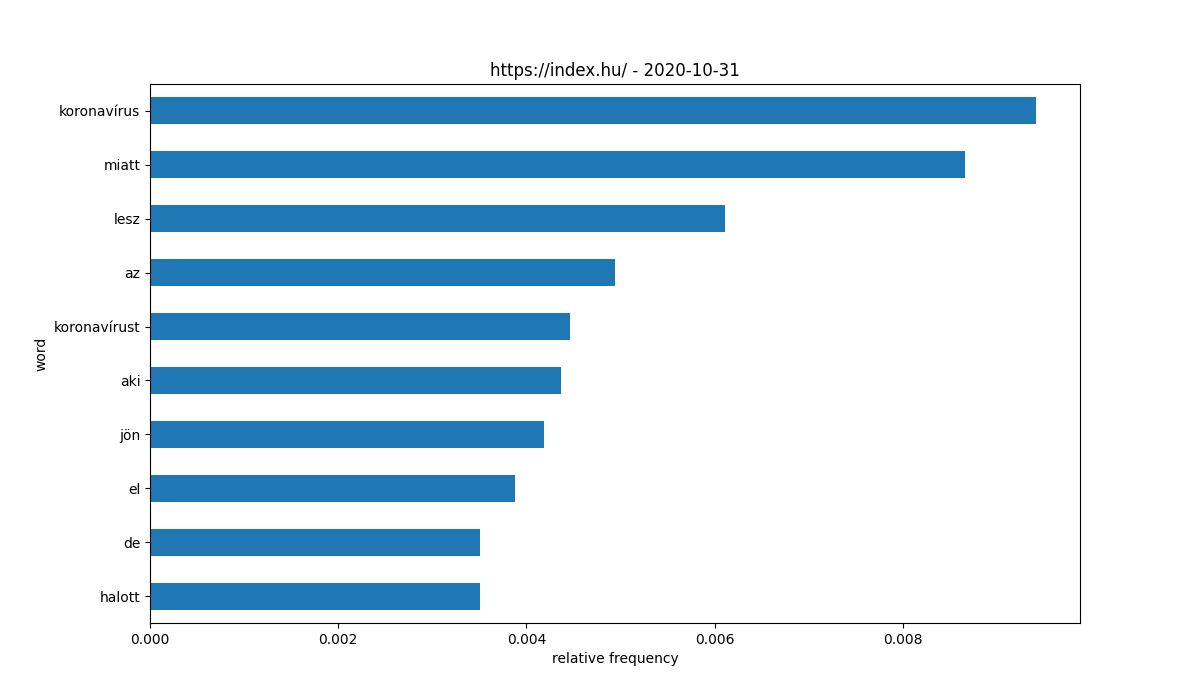 https://index.hu/ - 2020-10-31
koronavírus
miatt
lesz
az
koronavírust
aki
jön
el
de
halott
word
0.000 0.002 0.004 0.006 0.008
relative frequency